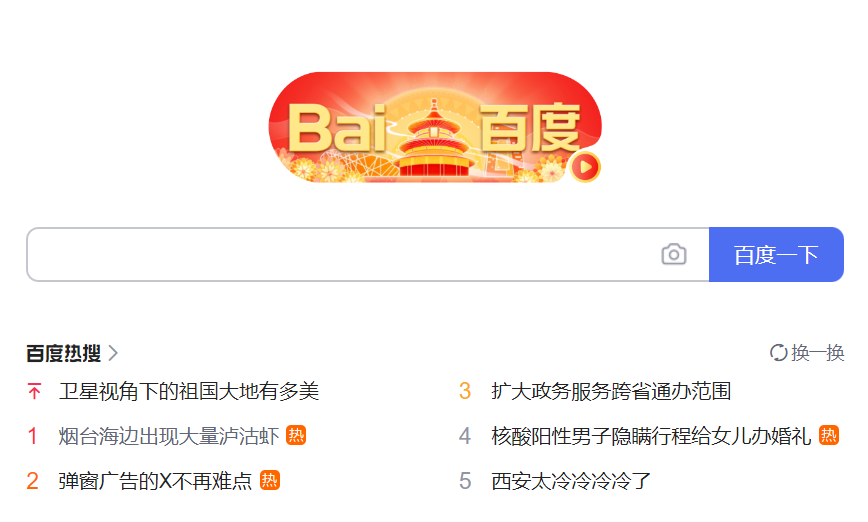 Bai 百度
百度一下
百度热搜
换一换
卫星视角下的祖国大地有多美
1 烟台海边出现大量泸沽虾 热
2 弹窗广告的X不再难点 热
3 扩大政务服务跨省通办范围
4 核酸阳性男子隐瞒行程给女儿办婚礼 热
5 西安太冷冷冷冷了